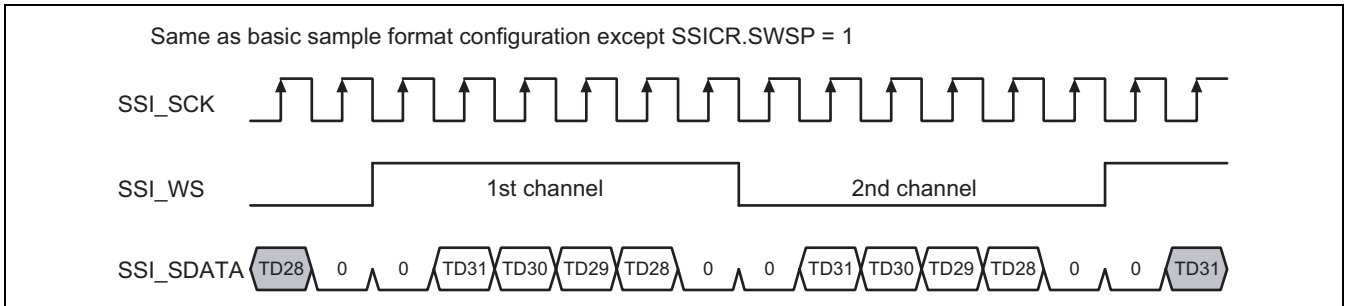 Same as basic sample format configuration except SSICR.SWSP = 1
SSI_SCK
SSI_WS 1st channel 2nd channel
SSI_SDATA TD28 0 0 TD31 TD30 TD29 TD28 0 0 TD31 TD30 TD29 TD28 0 0 TD31